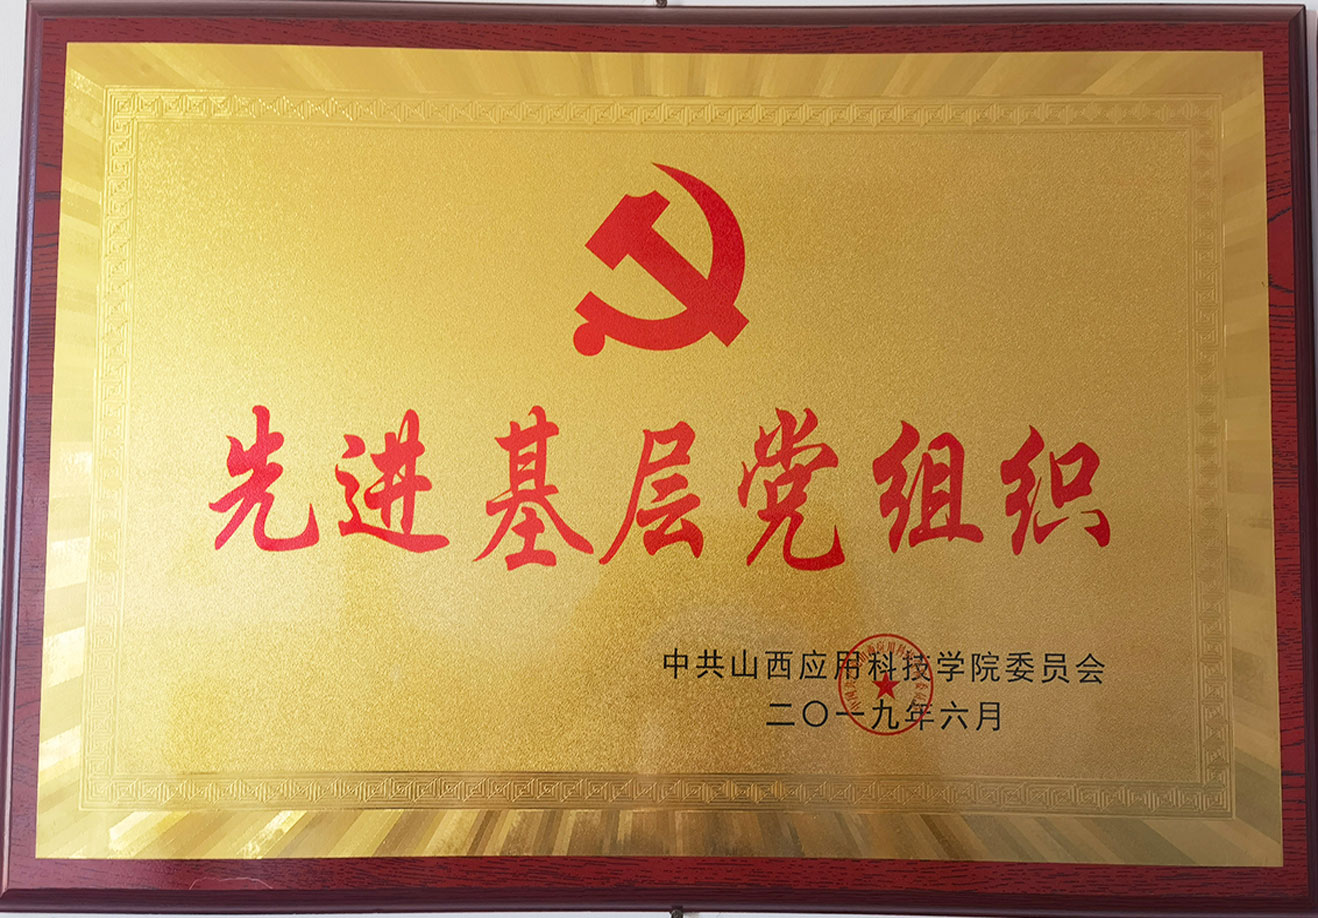 先进基层党组织
中共山西应用科技学院委员会
二〇一九年六月